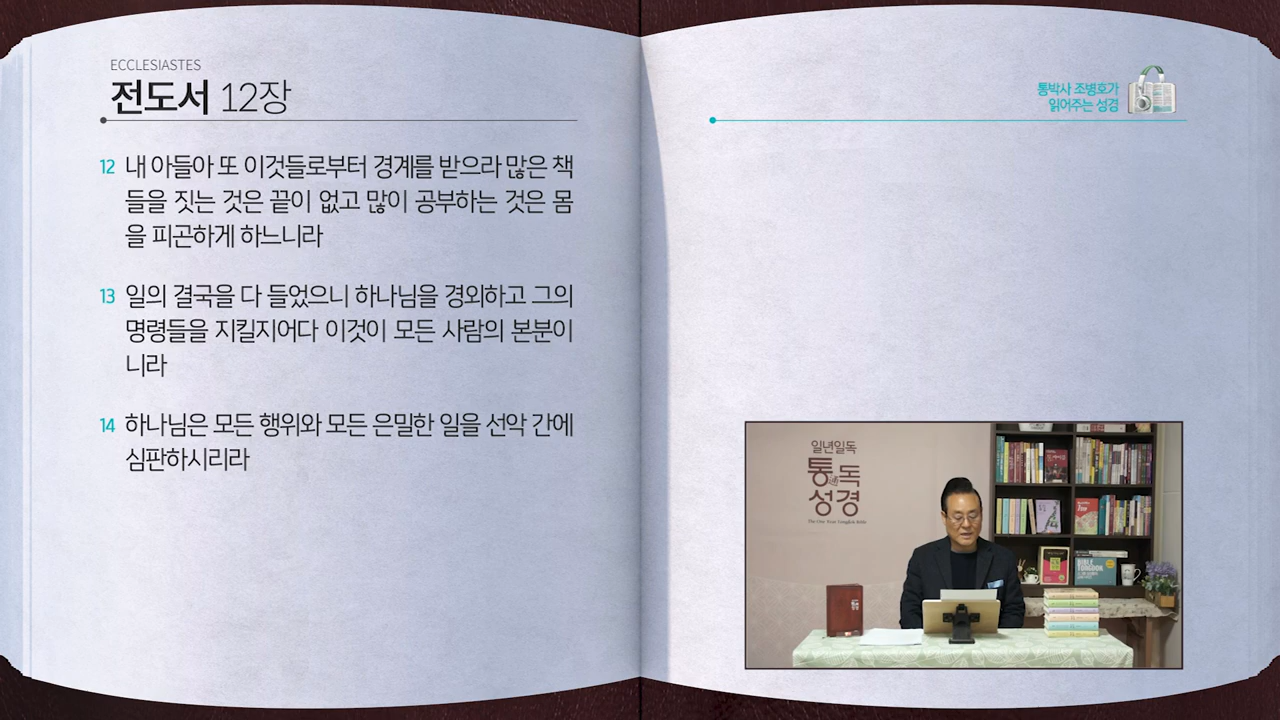 ECCLESIASTES
전도서 12장
12 내 아들아 또 이것들로부터 경계를 받으라 많은 책
들을 짓는 것은 끝이 없고 많이 공부하는 것은 몸
을 피곤하게 하느니라
13 일의 결국을 다 들었으니 하나님을 경외하고 그의
명령들을 지킬지어다 이것이 모든 사람의 본분이
니라
14 하나님은 모든 행위와 모든 은밀한 일을 선악 간에
심판하시리라
통박사 조병호가
읽어주는 성경
일년일독
통독
성경
The One Year Tongdok Bible
BIBLE
TONGDOK